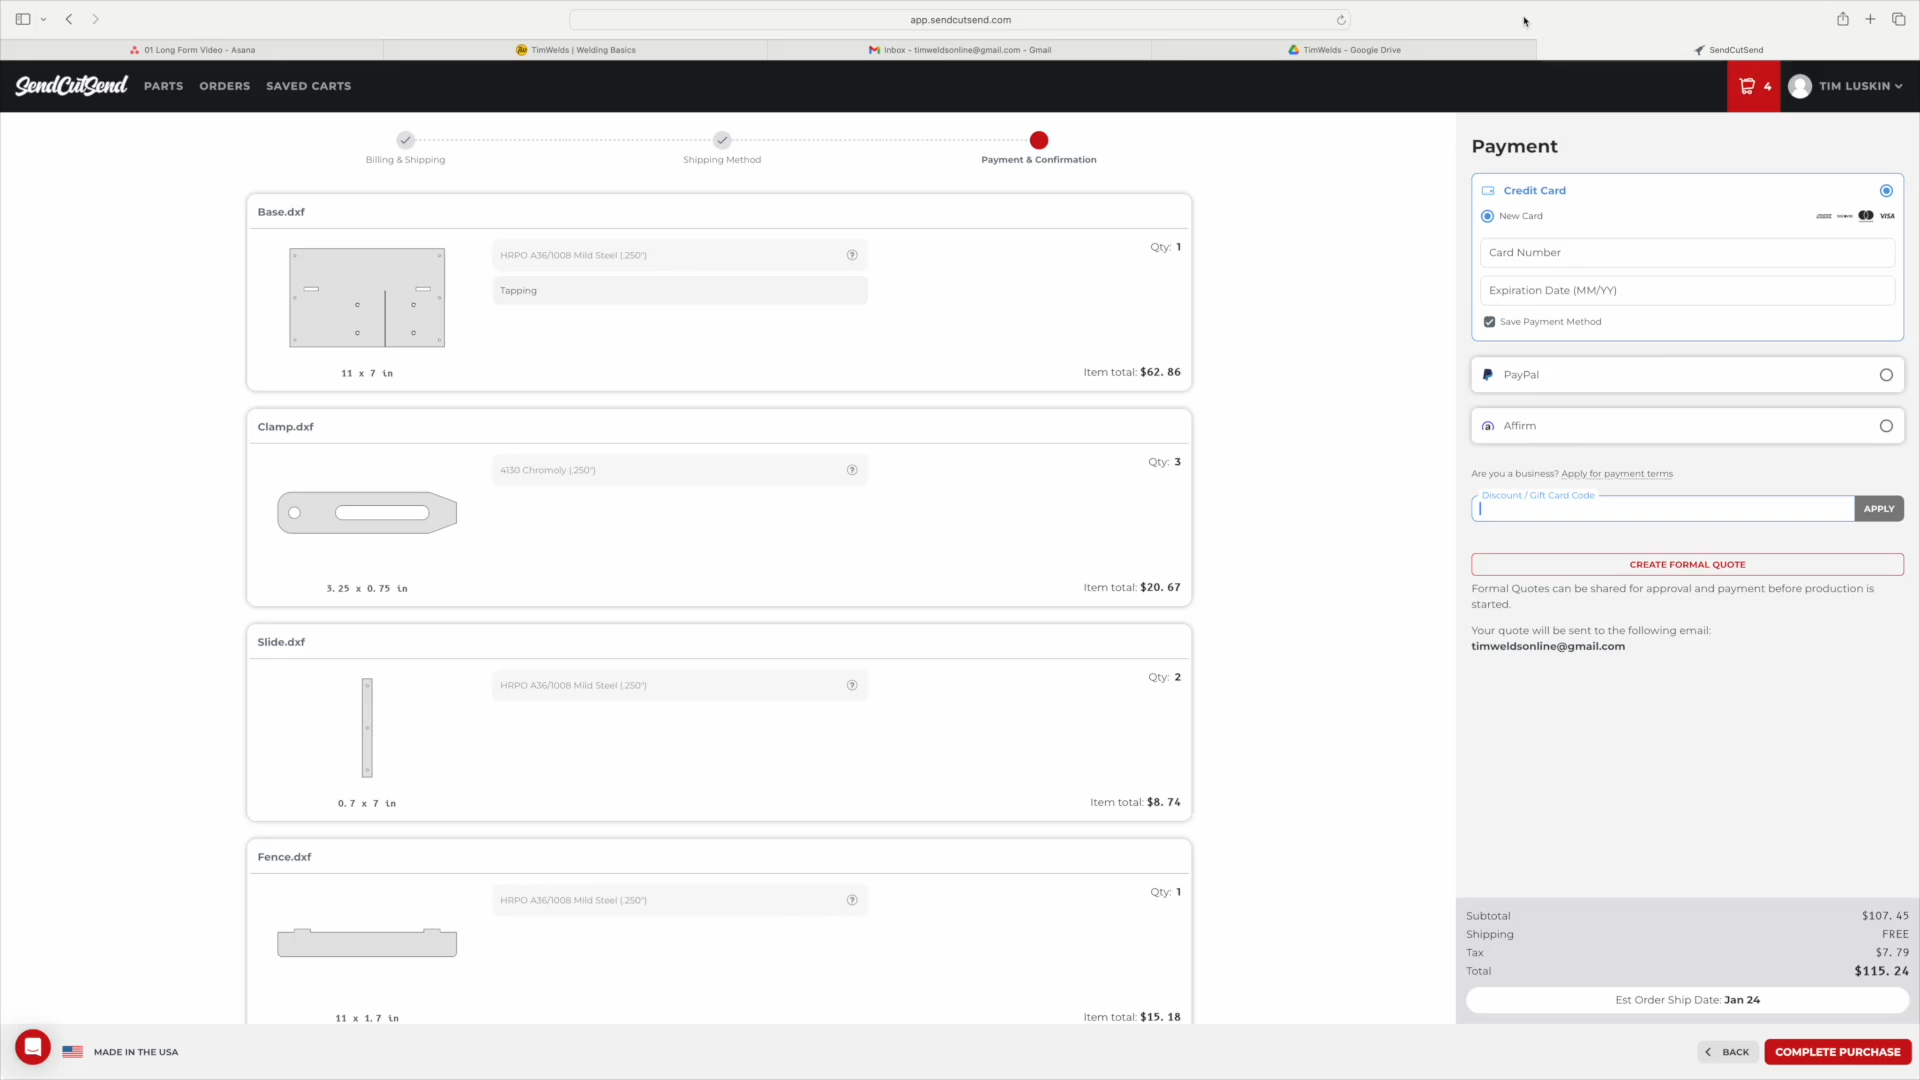 app.sendcutsend.com
01 Long Form Video - Asana
TimWelds | Welding Basics
Inbox - timweldsonline@gmail.com - Gmail
TimWelds - Google Drive
SendCutSend
SendCutSend
PARTS
ORDERS
SAVED CARTS
4
TIM LUSKIN
Billing & Shipping
Shipping Method
Payment & Confirmation
Base.dxf
HRPO A36/1008 Mild Steel (.250")
Tapping
Qty: 1
11 x 7 in
Item total: $62.86
Clamp.dxf
4130 Chromoly (.250")
Qty: 3
3.25 x 0.75 in
Item total: $20.67
Slide.dxf
HRPO A36/1008 Mild Steel (.250")
Qty: 2
0.7 x 7 in
Item total: $8.74
Fence.dxf
HRPO A36/1008 Mild Steel (.250")
Qty: 1
11 x 1.7 in
Item total: $15.18
Payment
Credit Card
New Card
VISA
Card Number
Expiration Date (MM/YY)
Save Payment Method
PayPal
Affirm
Are you a business? Apply for payment terms
Discount / Gift Card Code
APPLY
CREATE FORMAL QUOTE
Formal Quotes can be shared for approval and payment before production is
started.
Your quote will be sent to the following email:
timweldsonline@gmail.com
Subtotal $107.45
Shipping FREE
Tax $7.79
Total $115.24
Est Order Ship Date: Jan 24
MADE IN THE USA
BACK
COMPLETE PURCHASE